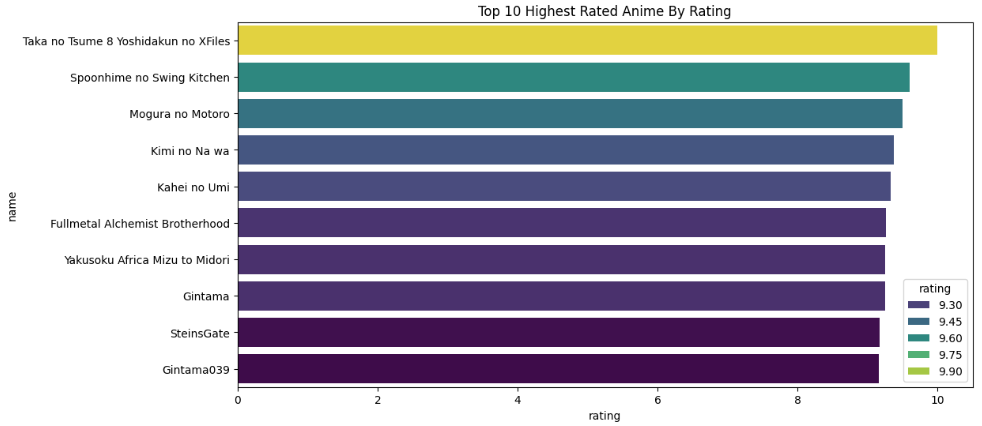 Top 10 Highest Rated Anime By Rating
name
Taka no Tsume 8 Yoshidakun no XFiles
Spoonhime no Swing Kitchen
Mogura no Motoro
Kimi no Na wa
Kahei no Umi
Fullmetal Alchemist Brotherhood
Yakusoku Africa Mizu to Midori
Gintama
SteinsGate
Gintama039
rating
9.30
9.45
9.60
9.75
9.90
0 2 4 6 8 10
rating